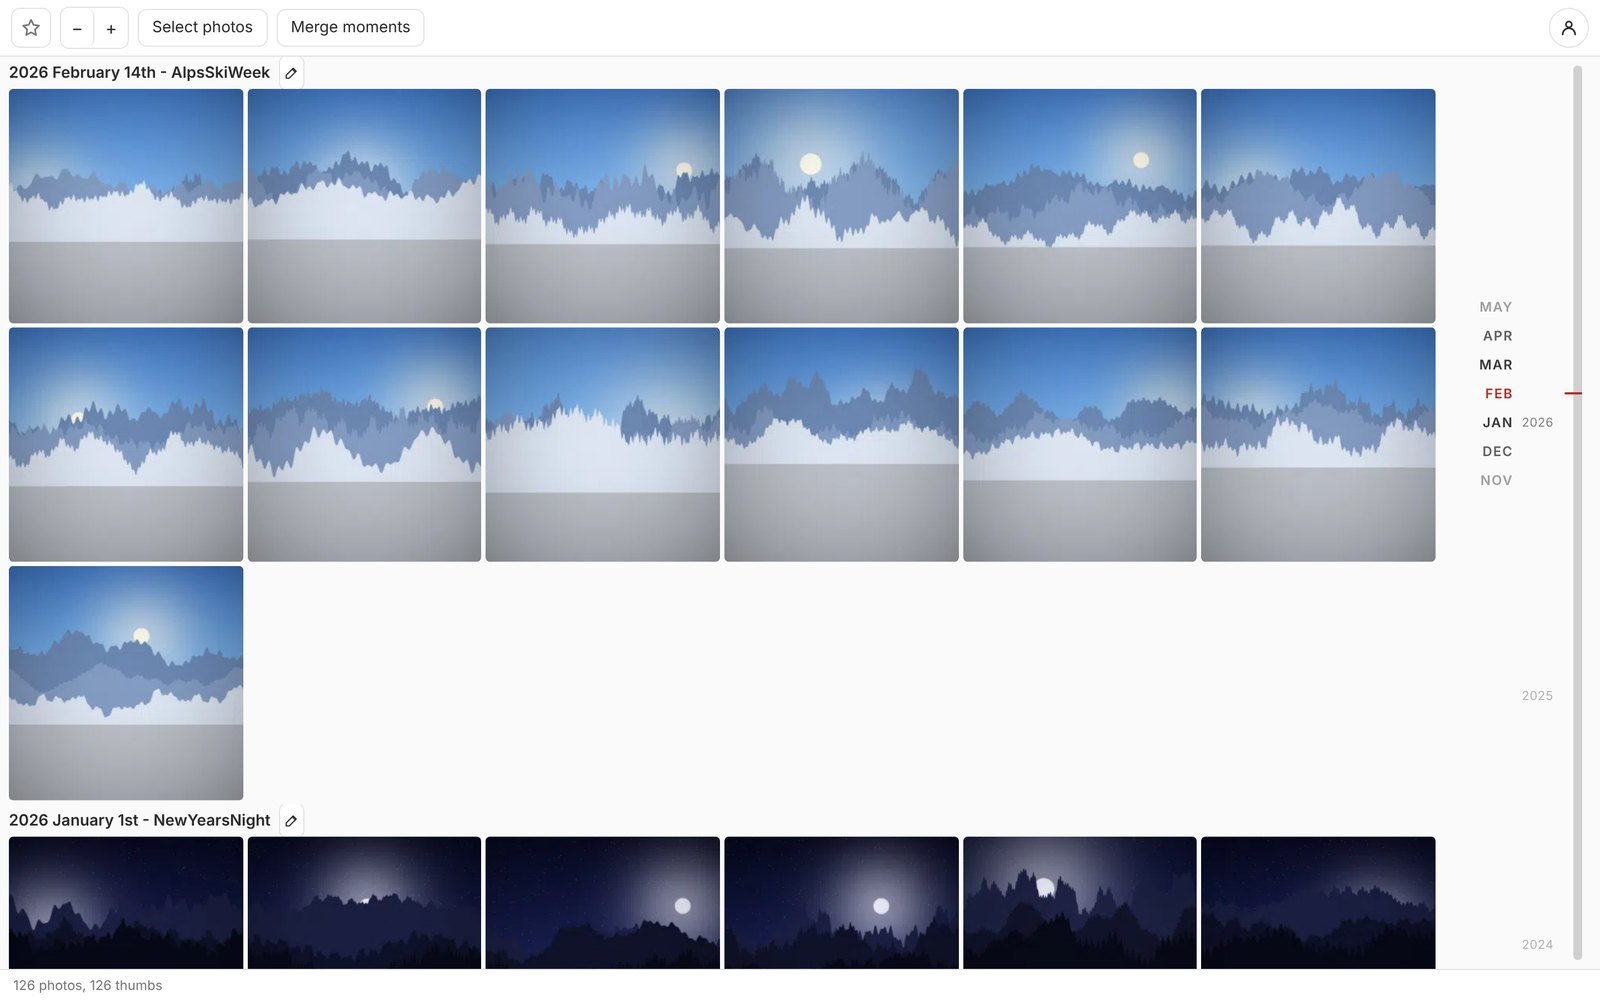 − + Select photos Merge moments
2026 February 14th - AlpsSkiWeek
MAY
APR
MAR
FEB
JAN 2026
DEC
NOV
2025
2026 January 1st - NewYearsNight
2024
126 photos, 126 thumbs